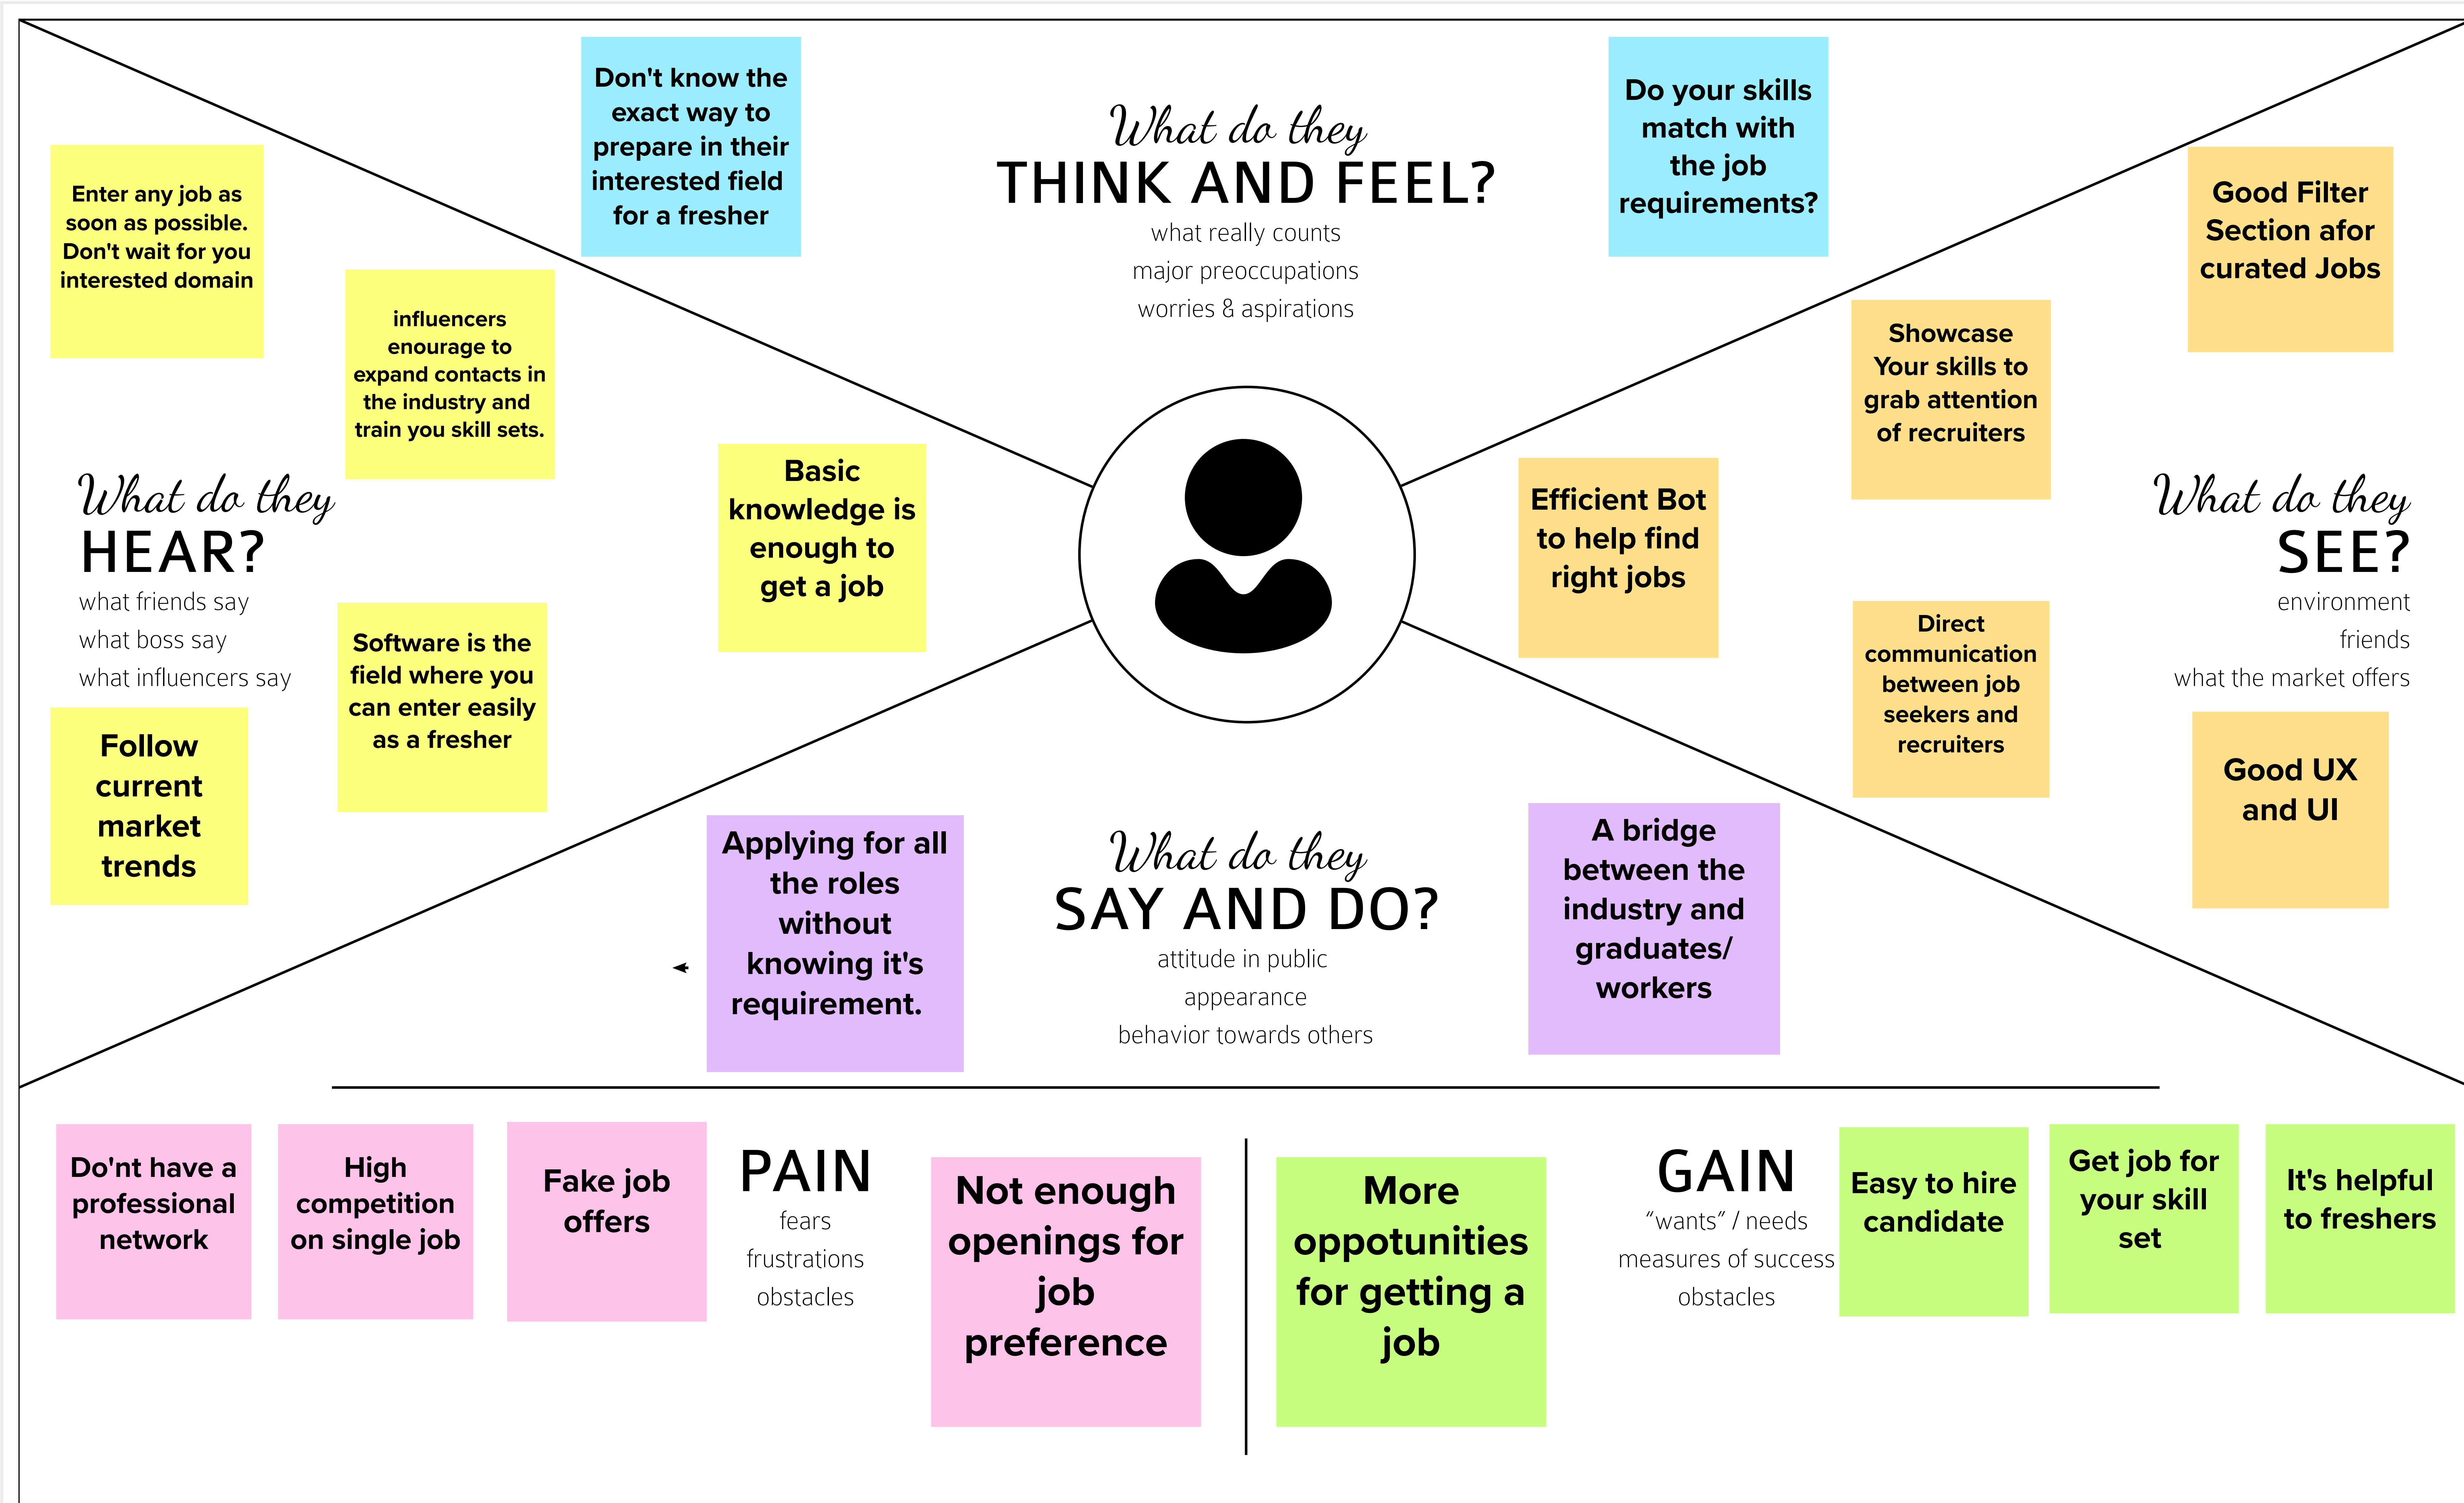 Don't know the
exact way to
prepare in their
interested field
for a fresher
What do they
THINK AND FEEL?
what really counts
major preoccupations
worries & aspirations
Do your skills
match with
the job
requirements?
Enter any job as
soon as possible.
Don't wait for you
interested domain
influencers
enourage to
expand contacts in
the industry and
train you skill sets.
Basic
knowledge is
enough to
get a job
What do they
HEAR?
what friends say
what boss say
what influencers say
Software is the
field where you
can enter easily
as a fresher
Follow
current
market
trends
Good Filter
Section afor
curated Jobs
Showcase
Your skills to
grab attention
of recruiters
Efficient Bot
to help find
right jobs
What do they
SEE?
environment
friends
what the market offers
Direct
communication
between job
seekers and
recruiters
Good UX
and UI
Applying for all
the roles
without
knowing it's
requirement.
What do they
SAY AND DO?
attitude in public
appearance
behavior towards others
A bridge
between the
industry and
graduates/
workers
Do'nt have a
professional
network
High
competition
on single job
Fake job
offers
PAIN
fears
frustrations
obstacles
Not enough
openings for
job
preference
More
oppotunities
for getting a
job
GAIN
“wants” / needs
measures of success
obstacles
Easy to hire
candidate
Get job for
your skill
set
It's helpful
to freshers